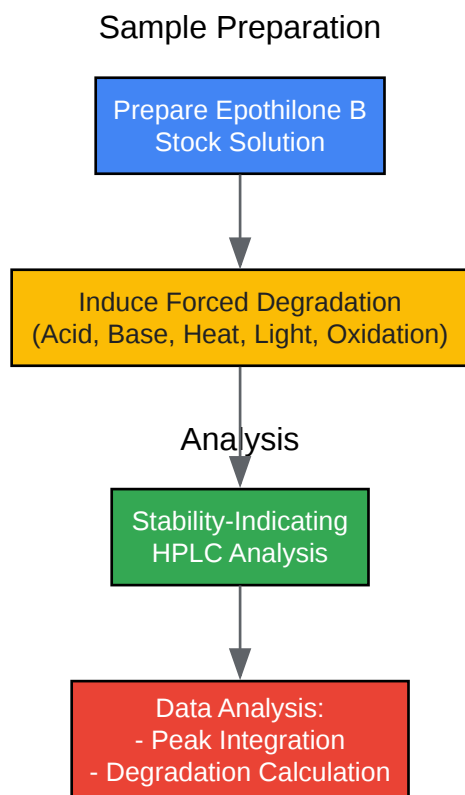 Sample Preparation
Prepare Epothilone B
Stock Solution
Induce Forced Degradation
(Acid, Base, Heat, Light, Oxidation)
Analysis
Stability-Indicating
HPLC Analysis
Data Analysis:
- Peak Integration
- Degradation Calculation